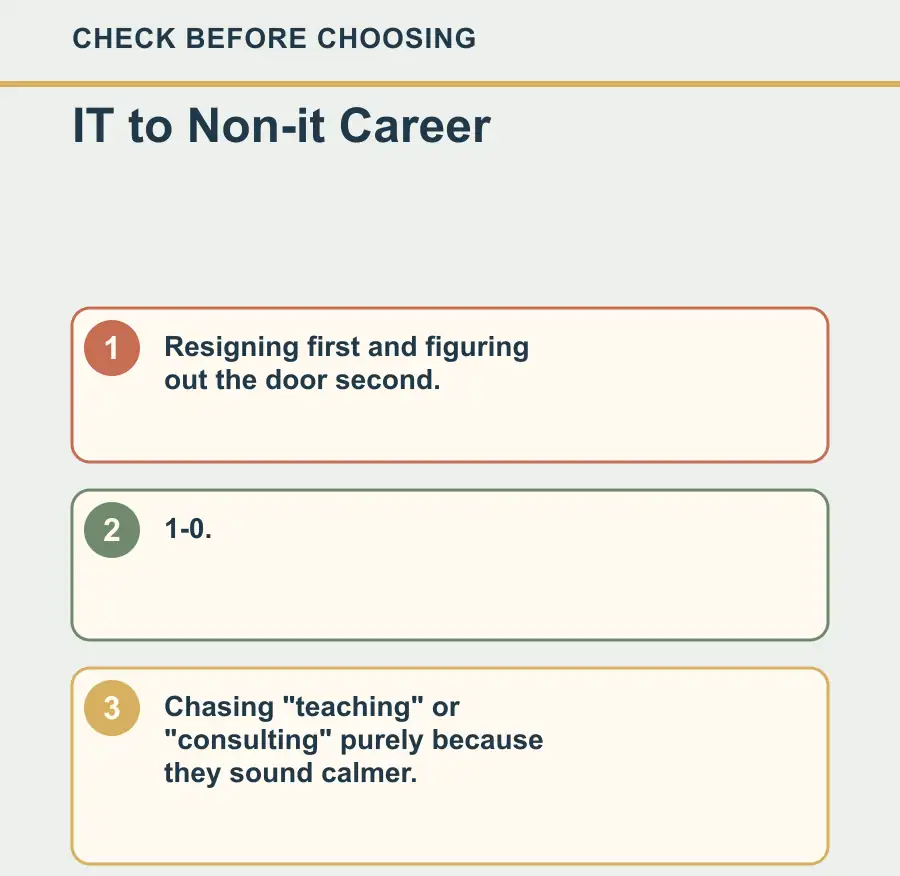 CHECK BEFORE CHOOSING
IT to Non-it Career
1
Resigning first and figuring
out the door second.
2
1-0.
3
Chasing "teaching" or
"consulting" purely because
they sound calmer.